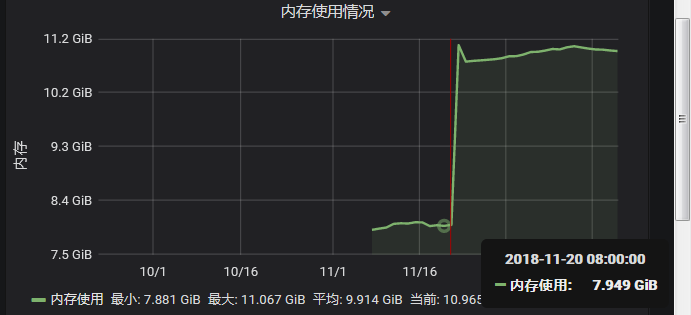 内存使用情况
11.2 GiB
10.2 GiB
9.3 GiB
8.4 GiB
7.5 GiB
内存
10/1 10/16 11/1 11/16
2018-11-20 08:00:00
内存使用: 7.949 GiB
内存使用 最小: 7.881 GiB 最大: 11.067 GiB 平均: 9.914 GiB 当前: 10.965